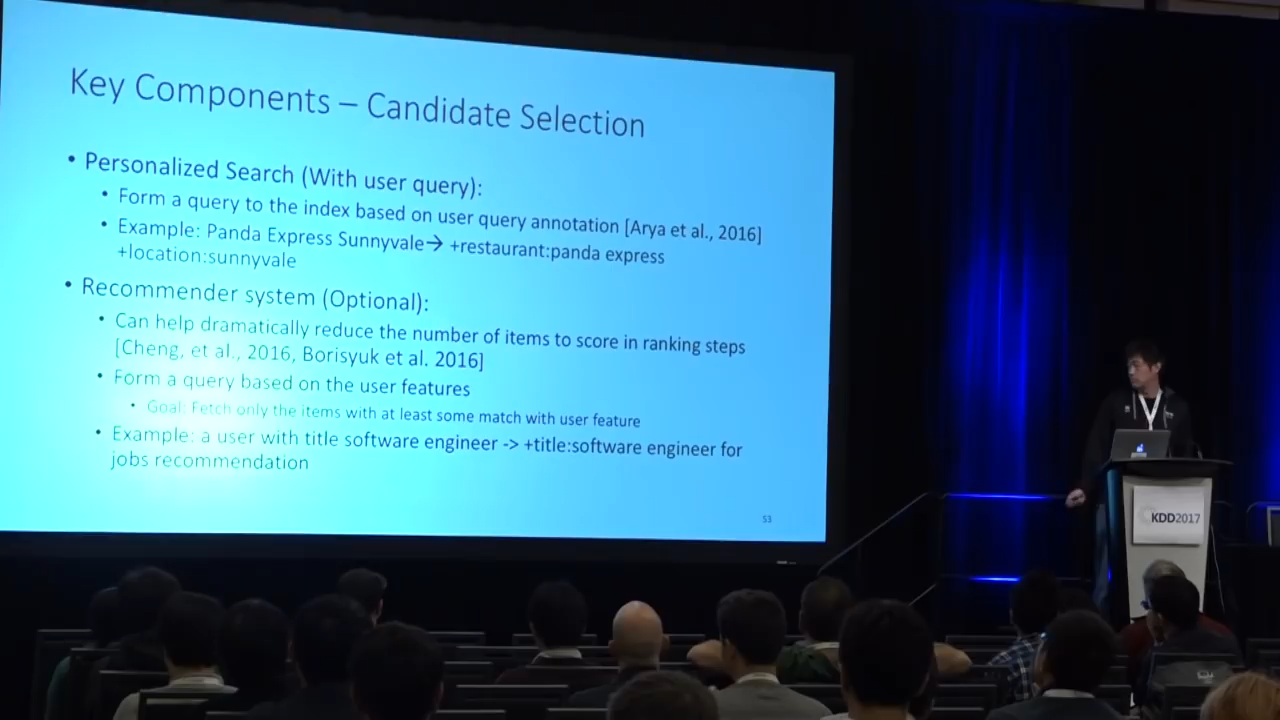 Key Components – Candidate Selection
• Personalized Search (With user query):
• Form a query to the index based on user query annotation [Arya et al., 2016]
• Example: Panda Express Sunnyvale→ +restaurant:panda express
+location:sunnyvale
• Recommender system (Optional):
• Can help dramatically reduce the number of items to score in ranking steps
[Cheng, et al., 2016, Borisyuk et al. 2016]
• Form a query based on the user features
• Goal: Fetch only the items with at least some match with user feature
• Example: a user with title software engineer -> +title:software engineer for
jobs recommendation
53
KDD2017